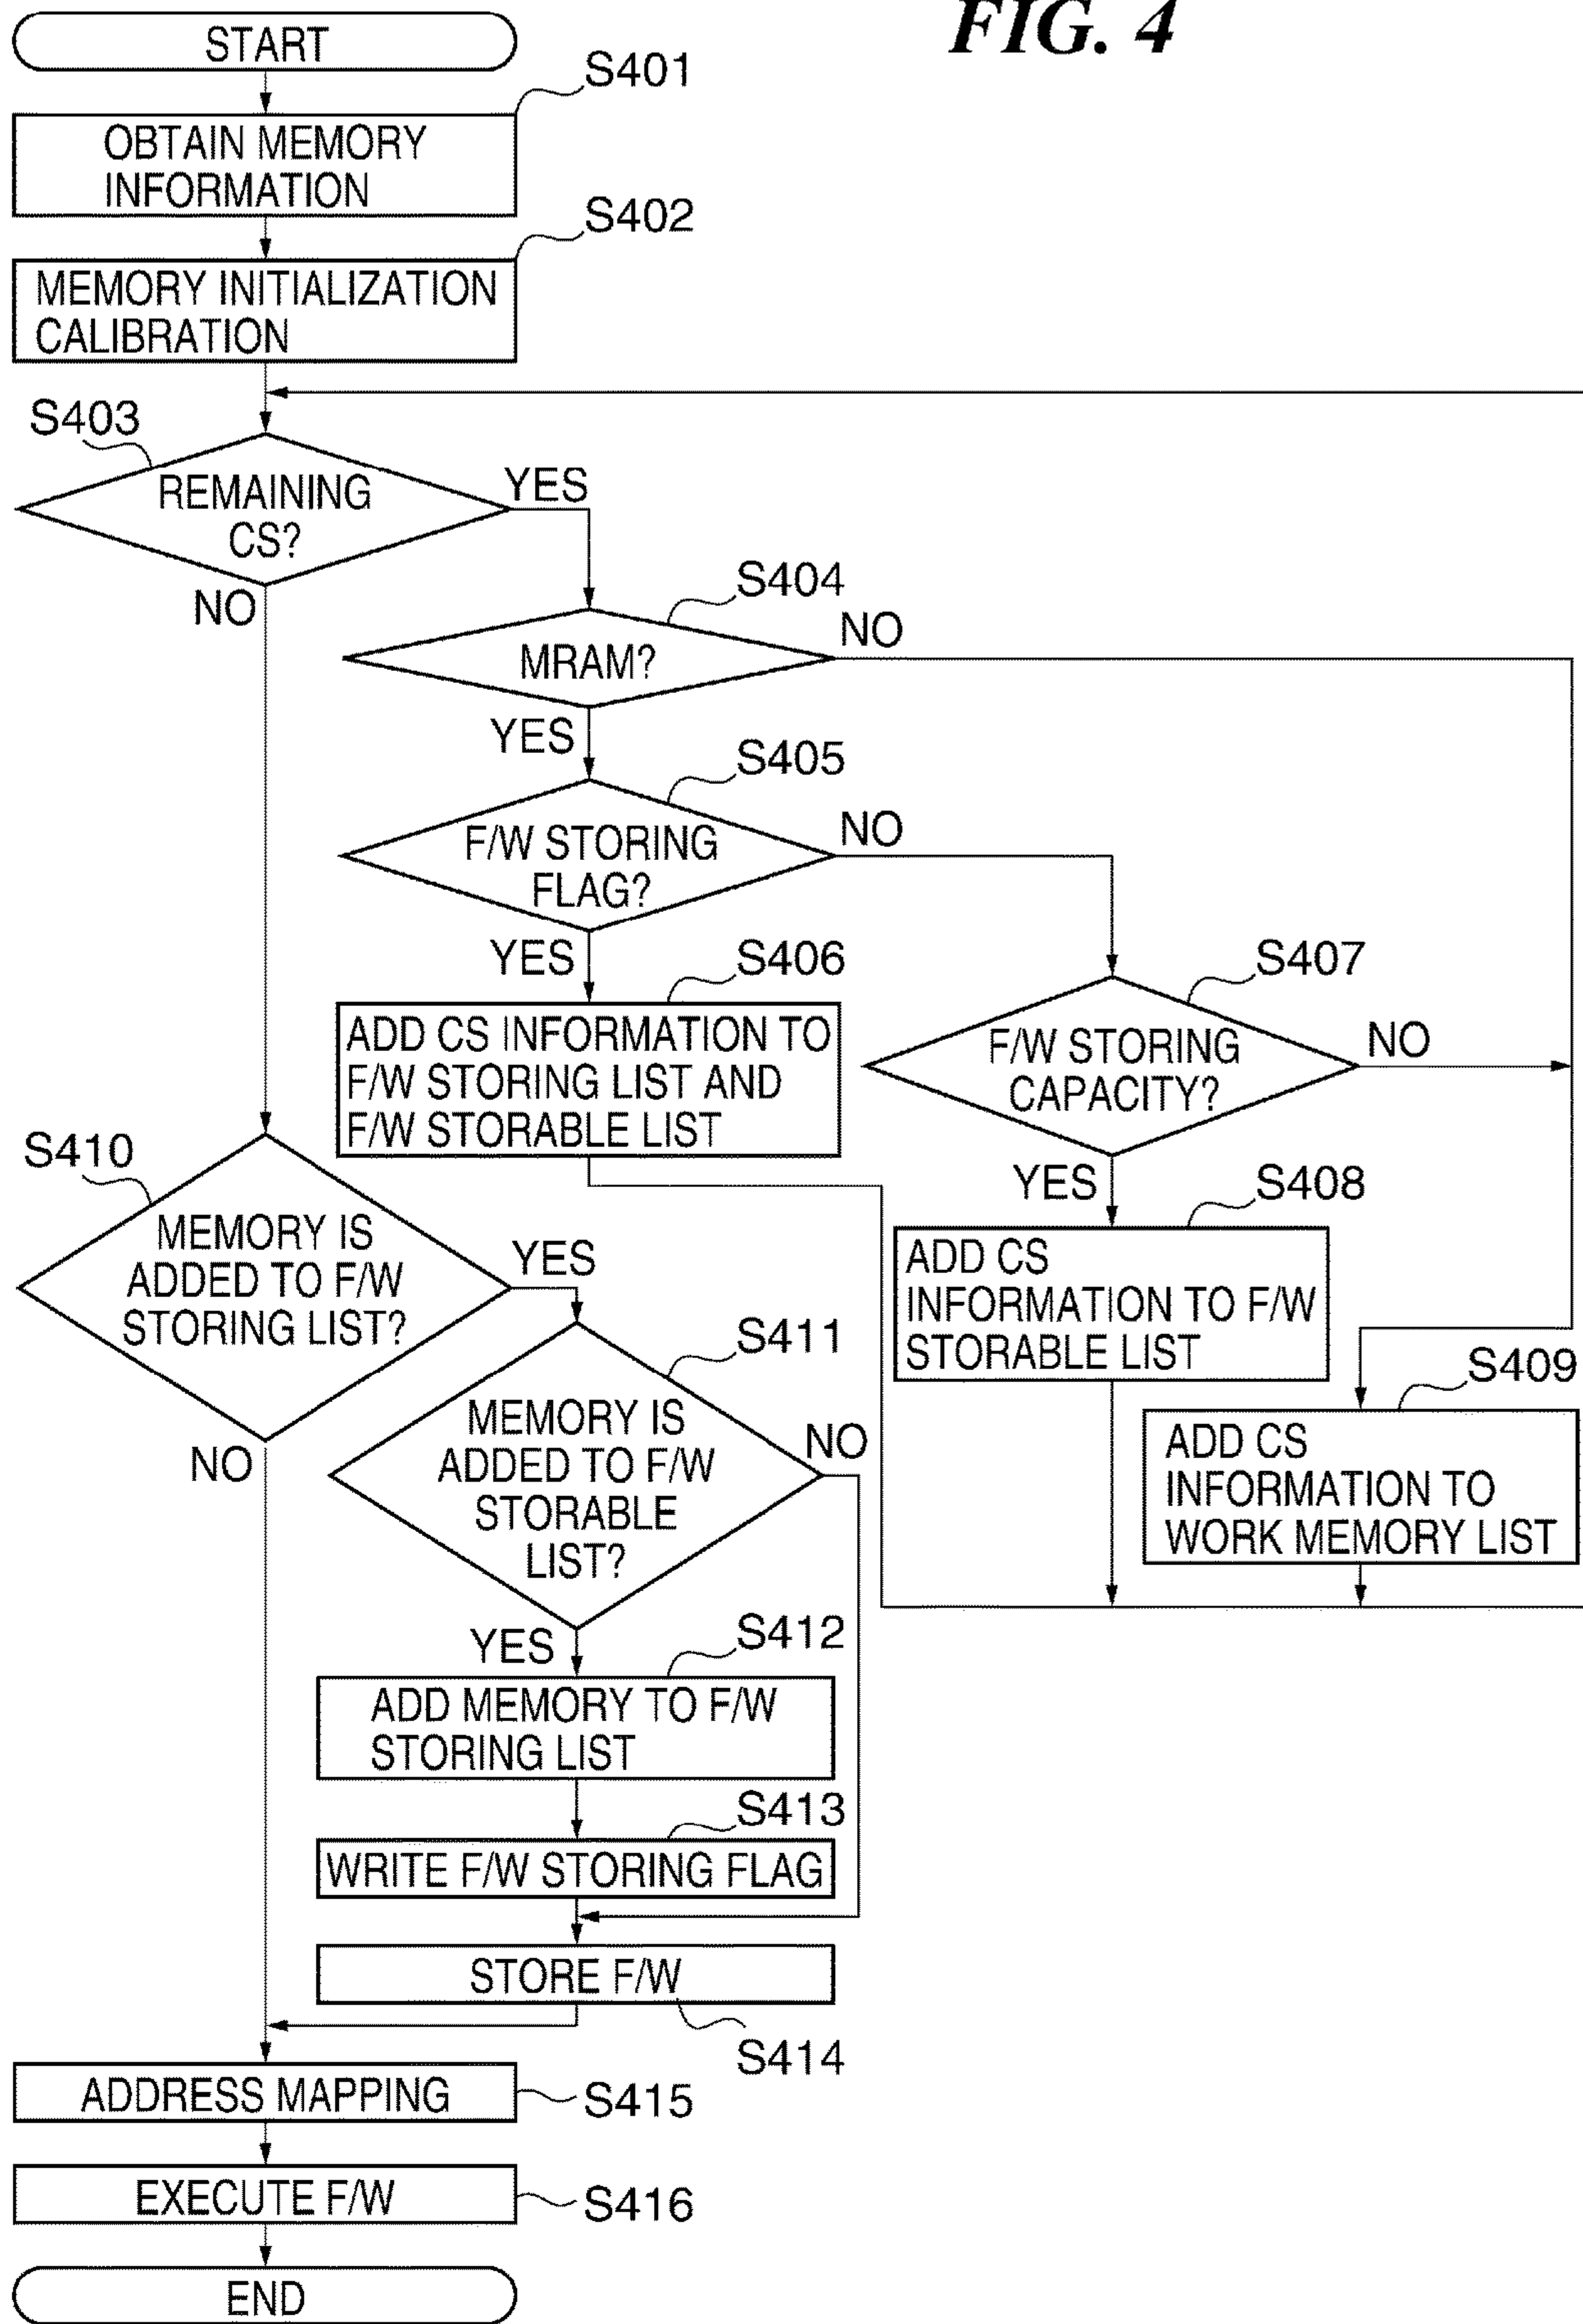 FIG. 4
START
S401
OBTAIN MEMORY
INFORMATION
S402
MEMORY INITIALIZATION
CALIBRATION
S403
REMAINING
CS?
YES
NO
S404
MRAM?
NO
YES
S405
F/W STORING
FLAG?
NO
YES
S406
ADD CS INFORMATION TO
F/W STORING LIST AND
F/W STORABLE LIST
S407
F/W STORING
CAPACITY?
NO
YES
S408
ADD CS
INFORMATION TO F/W
STORABLE LIST
S409
ADD CS
INFORMATION TO
WORK MEMORY LIST
S410
MEMORY IS
ADDED TO F/W
STORING LIST?
YES
NO
S411
MEMORY IS
ADDED TO F/W
STORABLE
LIST?
NO
YES
S412
ADD MEMORY TO F/W
STORING LIST
S413
WRITE F/W STORING FLAG
STORE F/W
S414
ADDRESS MAPPING
S415
EXECUTE F/W
S416
END